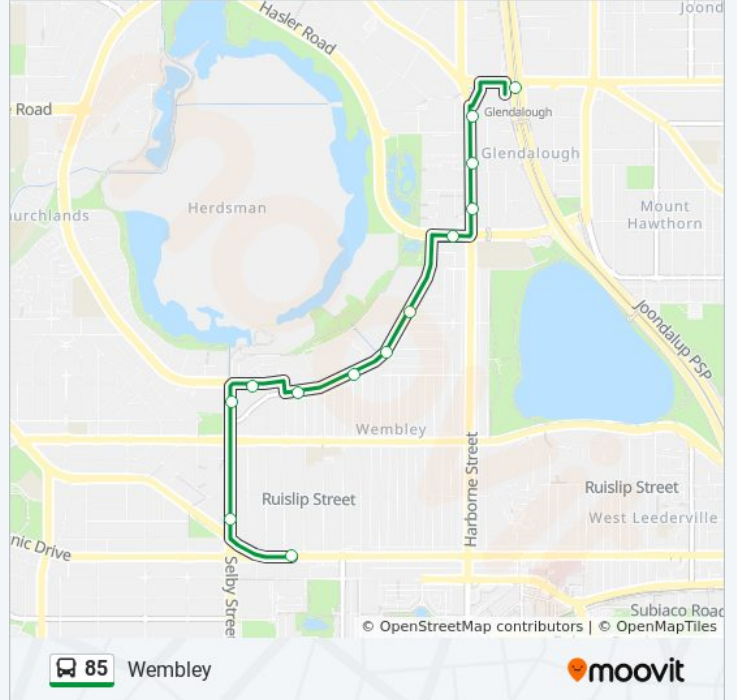 Joond
Hasler Road
e Road
Glendalough
Glendalough
Mount
Hawthorn
urchlands
Herdsman
Joondalup PSP
Wembley
Harborne Street
Ruislip Street
Ruislip Street
West Leederville
nic Drive
Selby Stree
Subiaco Road
© OpenStreetMap contributors | © OpenMapTiles
85 Wembley
moovit